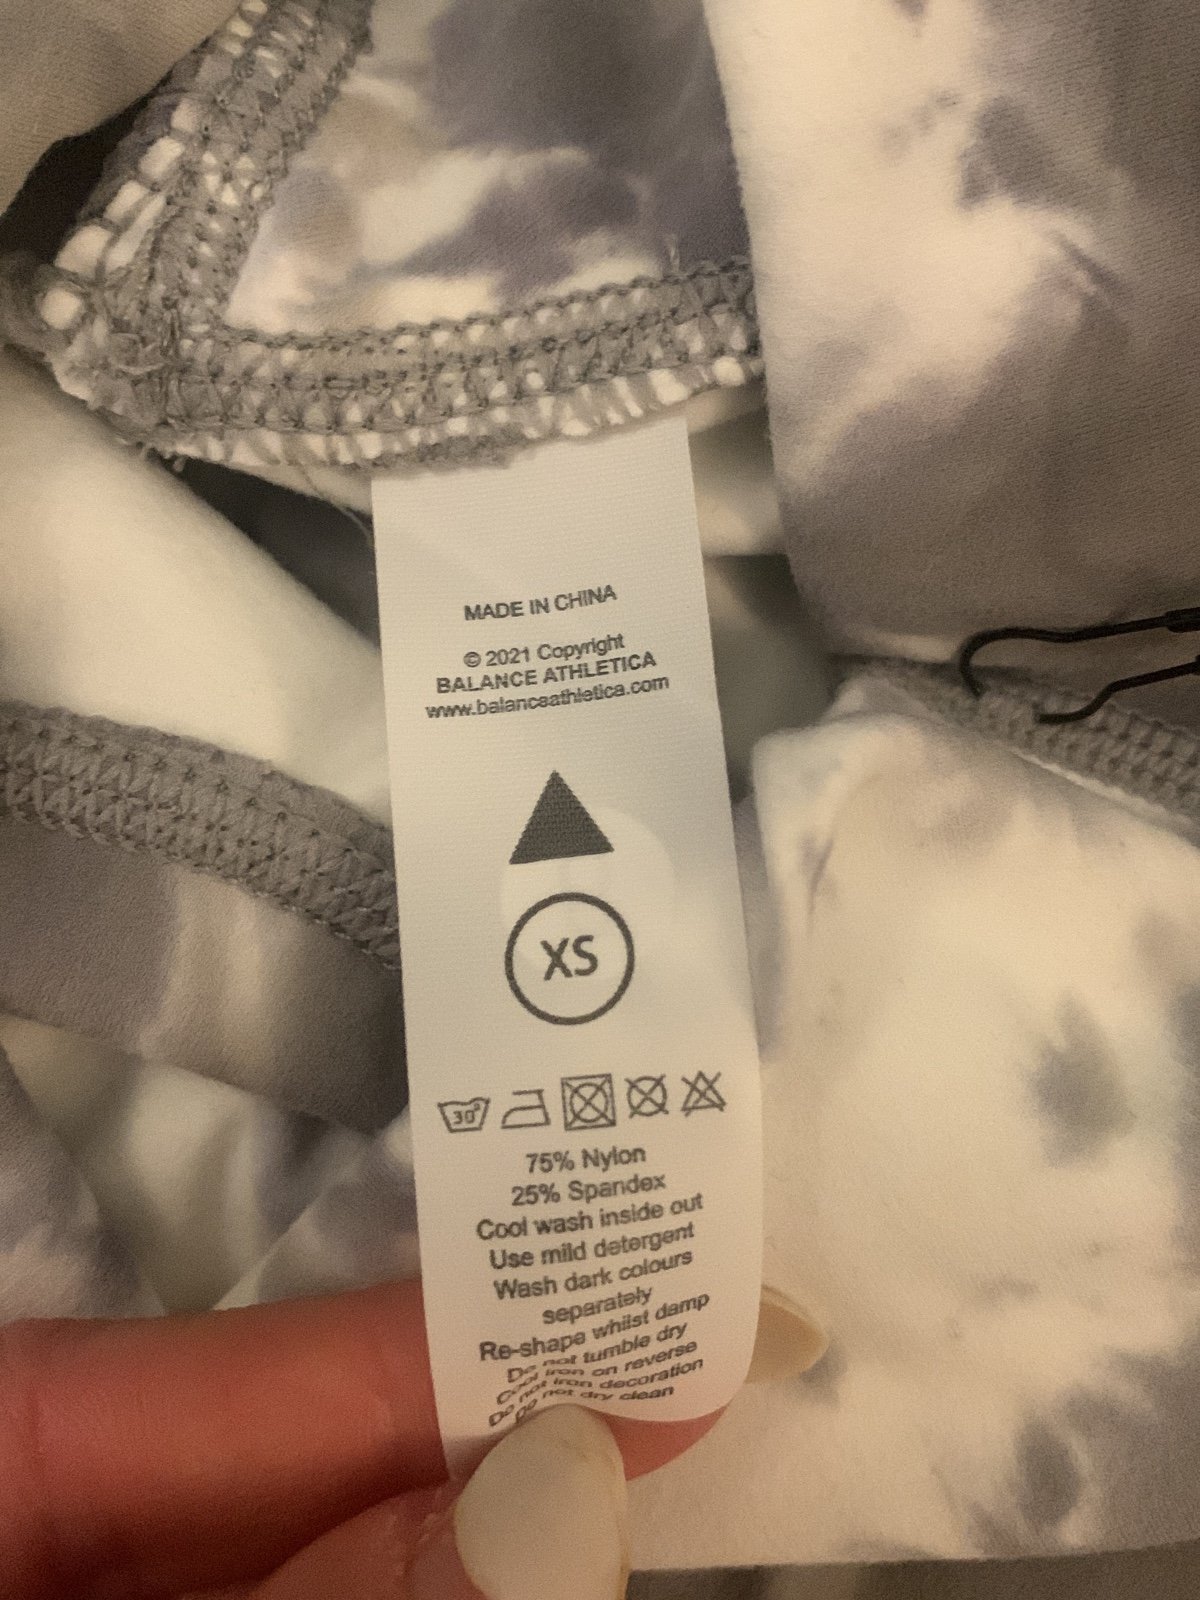 MADE IN CHINA
© 2021 Copyright
BALANCE ATHLETICA
www.balanceathletica.com
XS
30°
75% Nylon
25% Spandex
Cool wash inside out
Use mild detergent
Wash dark colours
separately
Re-shape whilst damp
Do not tumble dry
Cool iron on reverse
Do not iron decoration
Do not dry clean